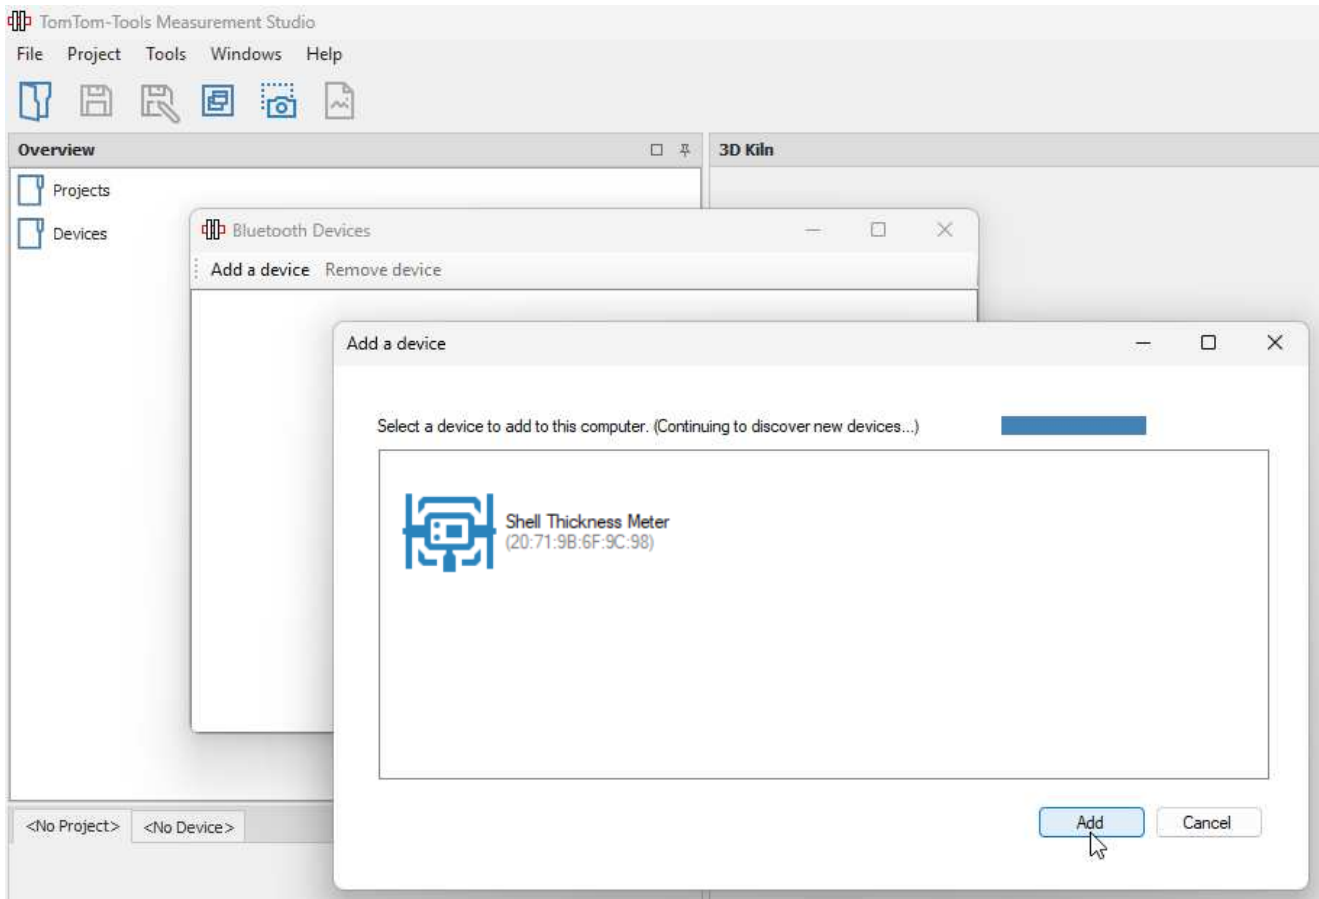 TomTom-Tools Measurement Studio
File Project Tools Windows Help
Overview
3D Kiln
Projects
Devices
Bluetooth Devices
Add a device Remove device
Add a device
Select a device to add to this computer. (Continuing to discover new devices...)
Shell Thickness Meter
(20:71:9B:6F:9C:98)
Add
Cancel
<No Project>
<No Device>